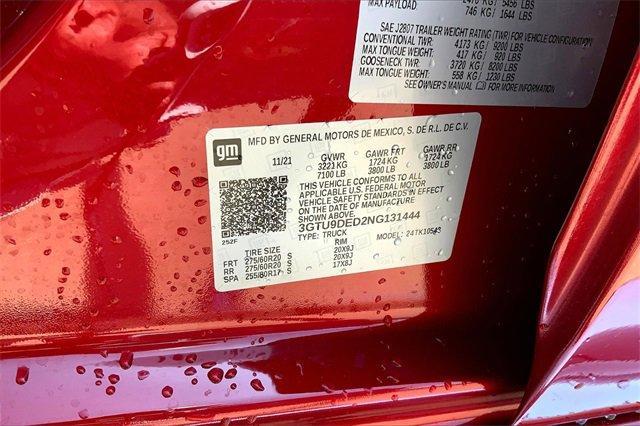 MAX PAYLOAD
746 KG/ 1644 LBS
SAE J2807 TRAILER WEIGHT RATING (TWR) FOR VEHICLE CONFIGURATION
CONVENTIONAL TWR: 4173 KG/ 9200 LBS
MAX TONGUE WEIGHT: 417 KG/ 920 LBS
GOOSENECK TWR: 3720 KG/ 8200 LBS
MAX TONGUE WEIGHT: 558 KG/ 1230 LBS
SEE OWNER'S MANUAL FOR MORE INFORMATION
gm
MFD BY GENERAL MOTORS DE MEXICO, S. DE R.L. DE C.V.
11/21 GVWR GAWR FRT GAWR RR
3221 KG 1724 KG 1724 KG
7100 LB 3800 LB 3800 LB
THIS VEHICLE CONFORMS TO ALL
APPLICABLE U.S. FEDERAL MOTOR
VEHICLE SAFETY STANDARDS IN EFFECT
ON THE DATE OF MANUFACTURE
SHOWN ABOVE.
3GTU9DED2NG131444
TYPE: TRUCK MODEL: 24TK10543
252F
TIRE SIZE RIM
FRT 275/60R20 S 20X9J
RR 275/60R20 S 20X9J
SPA 255/80R17 S 17X8J